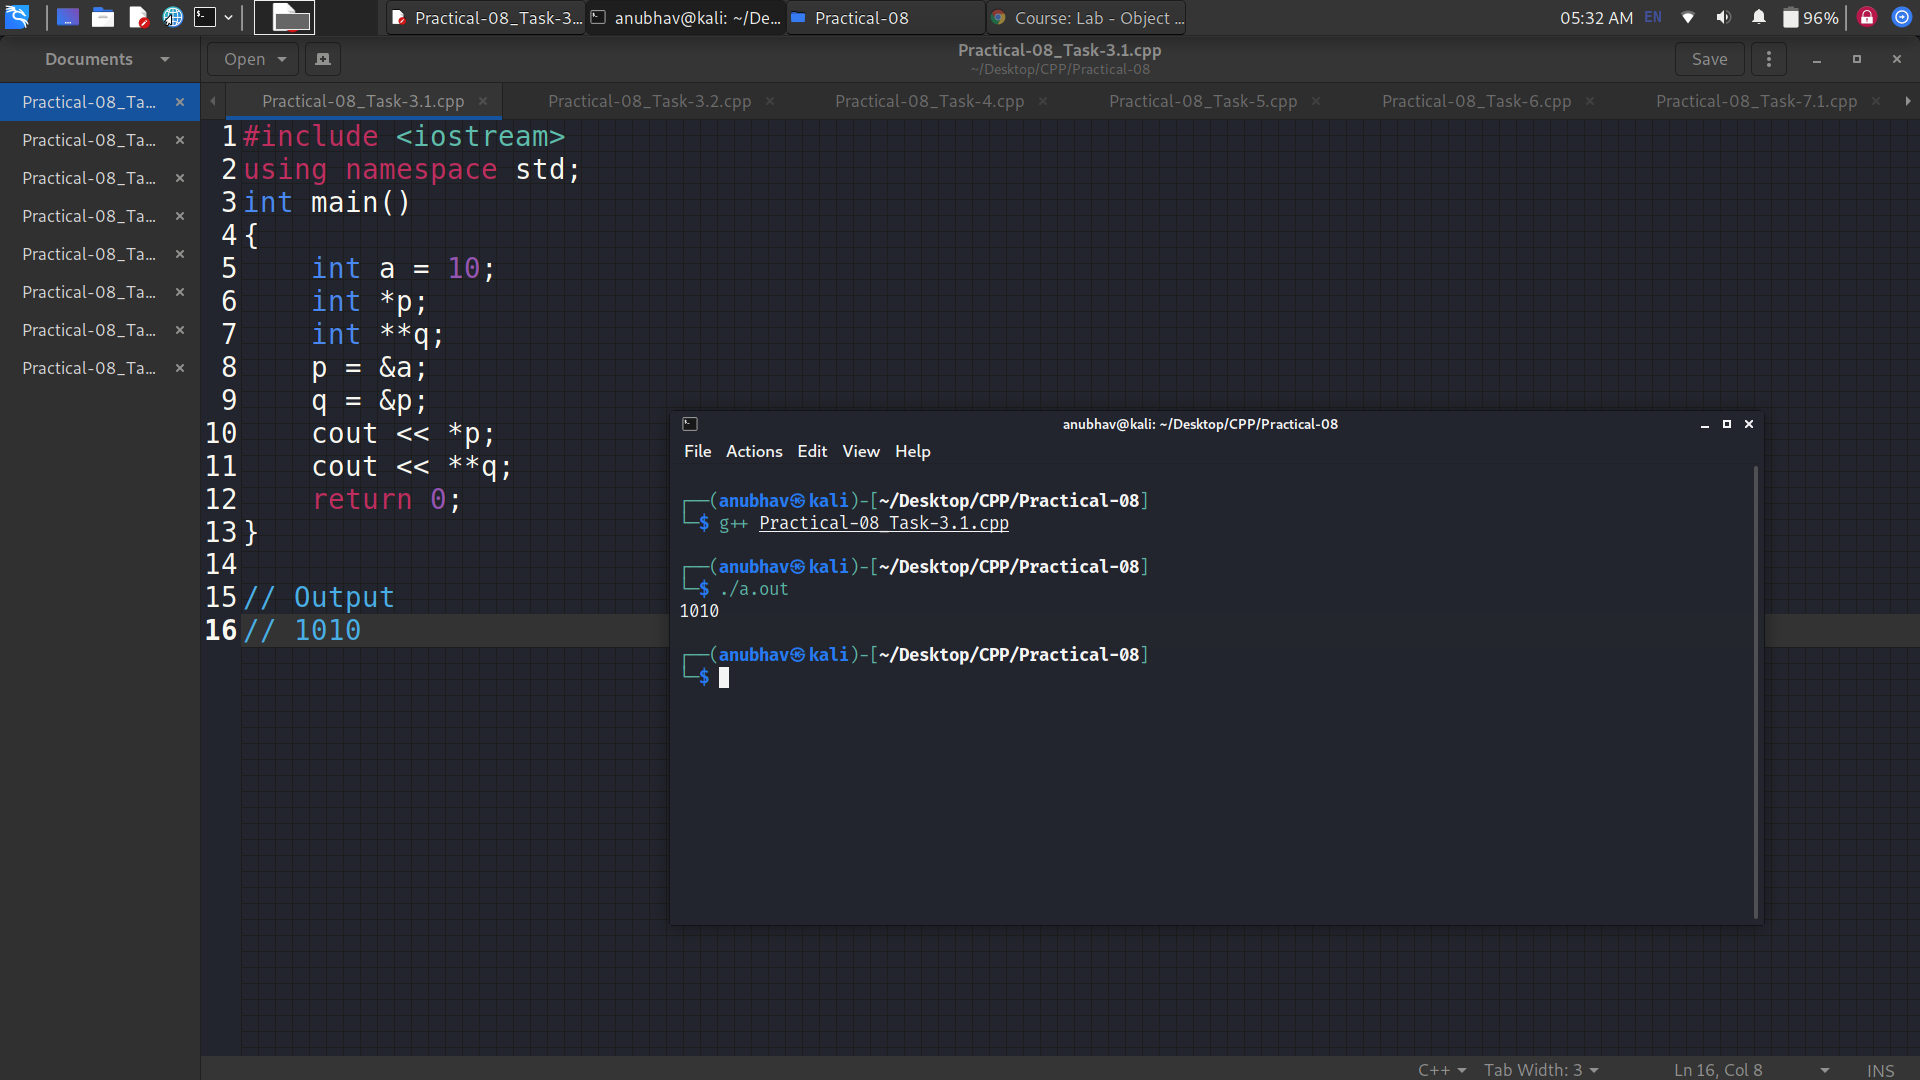 Practical-08_Task-3...
anubhav@kali: ~/De...
Practical-08
Course: Lab - Object ...
05:32 AM
EN
96%
Documents
Open
Practical-08_Task-3.1.cpp
~/Desktop/CPP/Practical-08
Save
Practical-08_Ta...
Practical-08_Ta...
Practical-08_Ta...
Practical-08_Ta...
Practical-08_Ta...
Practical-08_Ta...
Practical-08_Ta...
Practical-08_Ta...
Practical-08_Task-3.1.cpp
Practical-08_Task-3.2.cpp
Practical-08_Task-4.cpp
Practical-08_Task-5.cpp
Practical-08_Task-6.cpp
Practical-08_Task-7.1.cpp
1 #include <iostream>
2 using namespace std;
3 int main()
4 {
5     int a = 10;
6     int *p;
7     int **q;
8     p = &a;
9     q = &p;
10     cout << *p;
11     cout << **q;
12     return 0;
13 }
14
15 // Output
16 // 1010
anubhav@kali: ~/Desktop/CPP/Practical-08
File Actions Edit View Help
┌──(anubhav㉿kali)-[~/Desktop/CPP/Practical-08]
└─$ g++ Practical-08_Task-3.1.cpp
┌──(anubhav㉿kali)-[~/Desktop/CPP/Practical-08]
└─$ ./a.out
1010
┌──(anubhav㉿kali)-[~/Desktop/CPP/Practical-08]
└─$
C++
Tab Width: 3
Ln 16, Col 8
INS